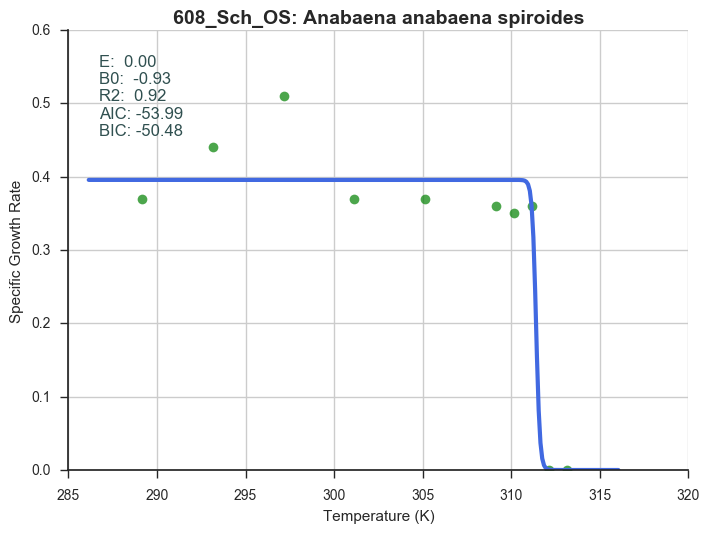 608_Sch_OS: Anabaena anabaena spiroides
E:  0.00
B0:  -0.93
R2:  0.92
AIC: -53.99
BIC: -50.48
0.6
0.5
0.4
0.3
0.2
0.1
0.0
Specific Growth Rate
285 290 295 300 305 310 315 320
Temperature (K)